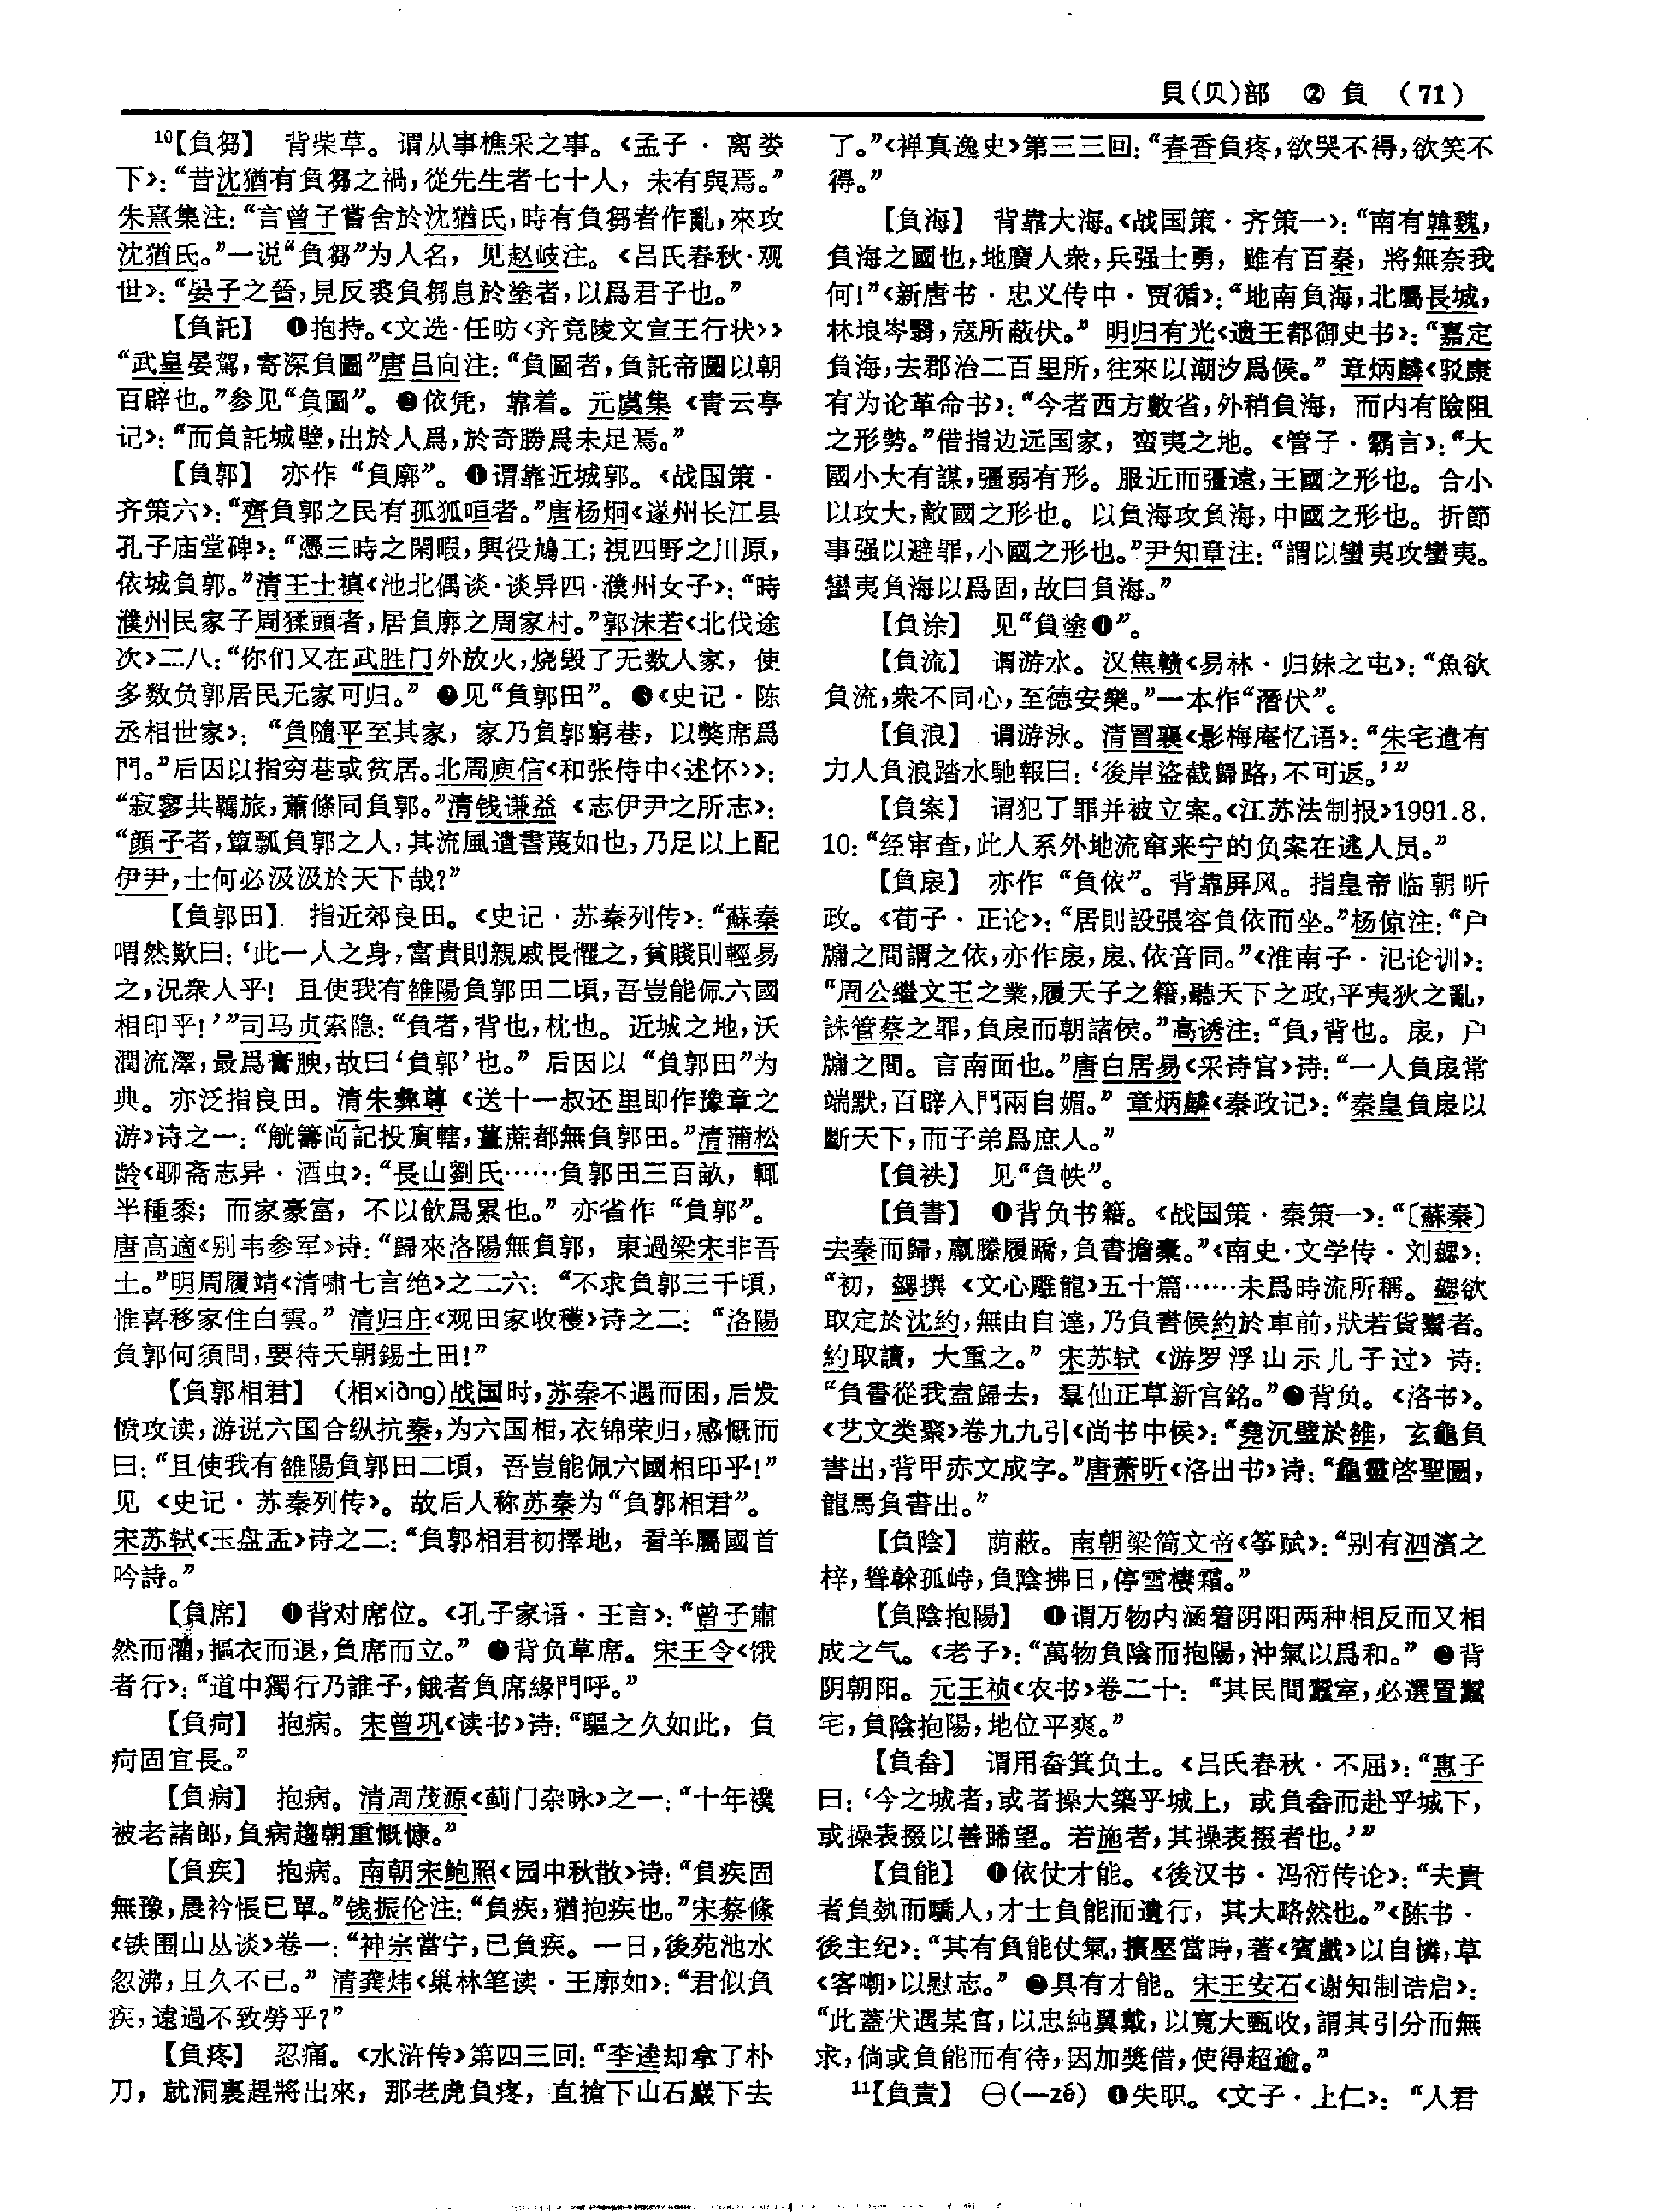 貝(贝)部　② 負　(71)
10【負芻】　背柴草。谓从事樵采之事。《孟子·离娄
下》：“昔沈猶有負芻之禍，從先生者七十人，未有與焉。”
朱熹集注：“言曾子嘗舍於沈猶氏，時有負芻者作亂，來攻
沈猶氏。”一说“負芻”为人名，见赵岐注。《吕氏春秋·观
世》：“晏子之晉，見反裘負芻息於塗者，以爲君子也。”
【負託】　❶抱持。《文选·任昉〈齐竟陵文宣王行状〉》
“武皇晏駕，寄深負圖”唐吕向注：“負圖者，負託帝圖以朝
百辟也。”参见“負圖”。❷依凭，靠着。元虞集《青云亭
记》：“而負託城壁，出於人爲，於奇勝爲未足焉。”
【負郭】　亦作“負廓”。❶谓靠近城郭。《战国策·
齐策六》：“齊負郭之民有孤狐咺者。”唐杨炯《遂州长江县
孔子庙堂碑》：“憑三時之閑暇，興役鳩工；視四野之川原，
依城負郭。”清王士禛《池北偶谈·谈异四·濮州女子》：“時
濮州民家子周猱頭者，居負廓之周家村。”郭沫若《北伐途
次》二八：“你们又在武胜门外放火，烧毁了无数人家，使
多数负郭居民无家可归。”❷见“負郭田”。❸《史记·陈
丞相世家》：“負隨平至其家，家乃負郭窮巷，以獘席爲
門。”后因以指穷巷或贫居。北周庾信《和张侍中〈述怀〉》：
“寂寥共羈旅，蕭條同負郭。”清钱谦益《志伊尹之所志》：
“顔子者，簞瓢負郭之人，其流風遺書蔑如也，乃足以上配
伊尹，士何必汲汲於天下哉？”
【負郭田】　指近郊良田。《史记·苏秦列传》：“蘇秦
喟然歎曰：‘此一人之身，富貴則親戚畏懼之，貧賤則輕易
之，況衆人乎！且使我有雒陽負郭田二頃，吾豈能佩六國
相印乎！’”司马贞索隐：“負者，背也，枕也。近城之地，沃
潤流澤，最爲膏腴，故曰‘負郭’也。”后因以“負郭田”为
典。亦泛指良田。清朱彝尊《送十一叔还里即作豫章之
游》诗之一：“觥籌尚記投賔轄，薑蔗都無負郭田。”清蒲松
龄《聊斋志异·酒虫》：“長山劉氏……負郭田三百畝，輒
半種黍；而家豪富，不以飲爲累也。”亦省作“負郭”。
唐高適《别韦参军》诗：“歸來洛陽無負郭，東過梁宋非吾
土。”明周履靖《清啸七言绝》之二六：“不求負郭三千頃，
惟喜移家住白雲。”清归庄《观田家收穫》诗之二：“洛陽
負郭何須問，要待天朝錫土田！”
【負郭相君】　(相xiàng)战国时，苏秦不遇而困，后发
愤攻读，游说六国合纵抗秦，为六国相，衣锦荣归，感慨而
曰：“且使我有雒陽負郭田二頃，吾豈能佩六國相印乎！”
见《史记·苏秦列传》。故后人称苏秦为“負郭相君”。
宋苏轼《玉盘盂》诗之二：“負郭相君初擇地，看羊屬國首
吟詩。”
【負席】　❶背对席位。《孔子家语·王言》：“曾子肅
然而懼，摳衣而退，負席而立。”❷背负草席。宋王令《饿
者行》：“道中獨行乃誰子，餓者負席緣門呼。”
【負疴】　抱病。宋曾巩《读书》诗：“驅之久如此，負
疴固宜長。”
【負病】　抱病。清周茂源《蓟门杂咏》之一：“十年襆
被老諸郎，負病趨朝重慨慷。”
【負疾】　抱病。南朝宋鲍照《园中秋散》诗：“負疾固
無豫，晨衿悵已單。”钱振伦注：“負疾，猶抱疾也。”宋蔡絛
《铁围山丛谈》卷一：“神宗當宁，已負疾。一日，後苑池水
忽沸，且久不已。”清龚炜《巢林笔谈·王廓如》：“君似負
疾，遠過不致勞乎？”
【負疼】　忍痛。《水浒传》第四三回：“李逵却拿了朴
刀，就洞裏趕將出來，那老虎負疼，直搶下山石巖下去
了。”《禅真逸史》第三三回：“春香負疼，欲哭不得，欲笑不
得。”
【負海】　背靠大海。《战国策·齐策一》：“南有韓魏，
負海之國也，地廣人衆，兵强士勇，雖有百秦，將無奈我
何！”《新唐书·忠义传中·贾循》：“地南負海，北屬長城，
林埌岑翳，寇所蔽伏。”明归有光《遗王都御史书》：“嘉定
負海，去郡治二百里所，往來以潮汐爲候。”章炳麟《驳康
有为论革命书》：“今者西方數省，外稍負海，而内有險阻
之形勢。”借指边远国家，蛮夷之地。《管子·霸言》：“大
國小大有謀，彊弱有形。服近而彊遠，王國之形也。合小
以攻大，敵國之形也。以負海攻負海，中國之形也。折節
事强以避罪，小國之形也。”尹知章注：“謂以蠻夷攻蠻夷。
蠻夷負海以爲固，故曰負海。”
【負涂】　见“負塗❶”。
【負流】　谓游水。汉焦赣《易林·归妹之屯》：“魚欲
負流，衆不同心，至德安樂。”一本作“潛伏”。
【負浪】　谓游泳。清冒襄《影梅庵忆语》：“朱宅遣有
力人負浪踏水馳報曰：‘後岸盜截歸路，不可返。’”
【負案】　谓犯了罪并被立案。《江苏法制报》1991.8.
10：“经审查，此人系外地流窜来宁的负案在逃人员。”
【負扆】　亦作“負依”。背靠屏风。指皇帝临朝听
政。《荀子·正论》：“居則設張容負依而坐。”杨倞注：“户
牖之間謂之依，亦作扆，扆、依音同。”《淮南子·氾论训》：
“周公繼文王之業，履天子之籍，聽天下之政，平夷狄之亂，
誅管蔡之罪，負扆而朝諸侯。”高诱注：“負，背也。扆，户
牖之間。言南面也。”唐白居易《采诗官》诗：“一人負扆常
端默，百辟入門兩自媚。”章炳麟《秦政记》：“秦皇負扆以
斷天下，而子弟爲庶人。”
【負袟】　见“負帙”。
【負書】　❶背负书籍。《战国策·秦策一》：“〔蘇秦〕
去秦而歸，羸縢履蹻，負書擔橐。”《南史·文学传·刘勰》：
“初，勰撰《文心雕龍》五十篇……未爲時流所稱。勰欲
取定於沈約，無由自達，乃負書候約於車前，狀若貨鬻者。
約取讀，大重之。”宋苏轼《游罗浮山示儿子过》诗：
“負書從我盍歸去，羣仙正草新宫銘。”❷背负《洛书》。
《艺文类聚》卷九九引《尚书中候》：“堯沉璧於雒，玄龜負
書出，背甲赤文成字。”唐萧昕《洛出书》诗：“龜靈啓聖圖，
龍馬負書出。”
【負陰】　荫蔽。南朝梁简文帝《筝赋》：“别有泗濱之
梓，聳榦孤峙，負陰拂日，停雪棲霜。”
【負陰抱陽】　❶谓万物内涵着阴阳两种相反而又相
成之气。《老子》：“萬物負陰而抱陽，沖氣以爲和。”❷背
阴朝阳。元王祯《农书》卷二十：“其民間蠶室，必選置蠶
宅，負陰抱陽，地位平爽。”
【負畚】　谓用畚箕负土。《吕氏春秋·不屈》：“惠子
曰：‘今之城者，或者操大築乎城上，或負畚而赴乎城下，
或操表掇以善睎望。若施者，其操表掇者也。’”
【負能】　❶依仗才能。《後汉书·冯衍传论》：“夫貴
者負埶而驕人，才士負能而遺行，其大略然也。”《陈书·
後主纪》：“其有負能仗氣，擯壓當時，著《賓戲》以自憐，草
《客嘲》以慰志。”❷具有才能。宋王安石《谢知制诰启》：
“此蓋伏遇某官，以忠純翼戴，以寬大甄收，謂其引分而無
求，倘或負能而有待，因加獎借，使得超逾。”
11【負責】　㊀(—zé)❶失职。《文子·上仁》：“人君